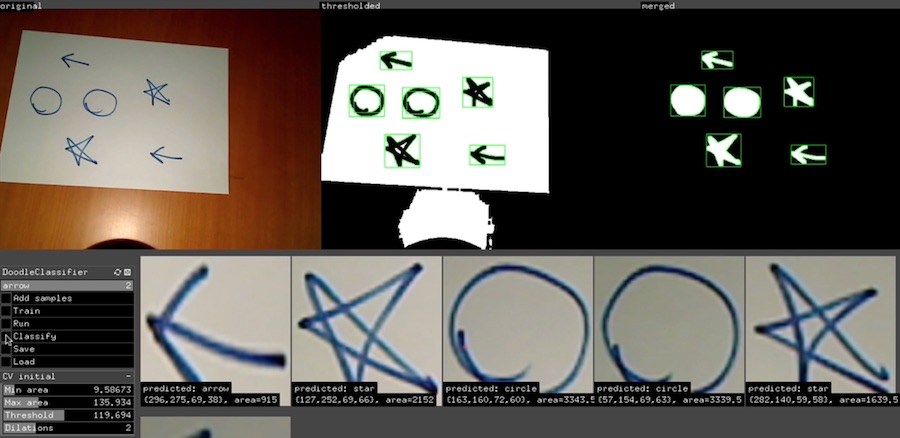 original
thresholded
merged
DoodleClassifier
arrow 2
Add samples
Train
Run
Classify
Save
Load
CV initial
Min area 9.58673
Max area 135.934
Threshold 119.694
Dilations 2
predicted: arrow
(296,275,69,38), area=915
predicted: star
(127,252,69,66), area=2152
predicted: circle
(163,160,72,60), area=3343.5
predicted: circle
(57,154,69,63), area=3339.5
predicted: star
(282,140,59,58), area=1639.5